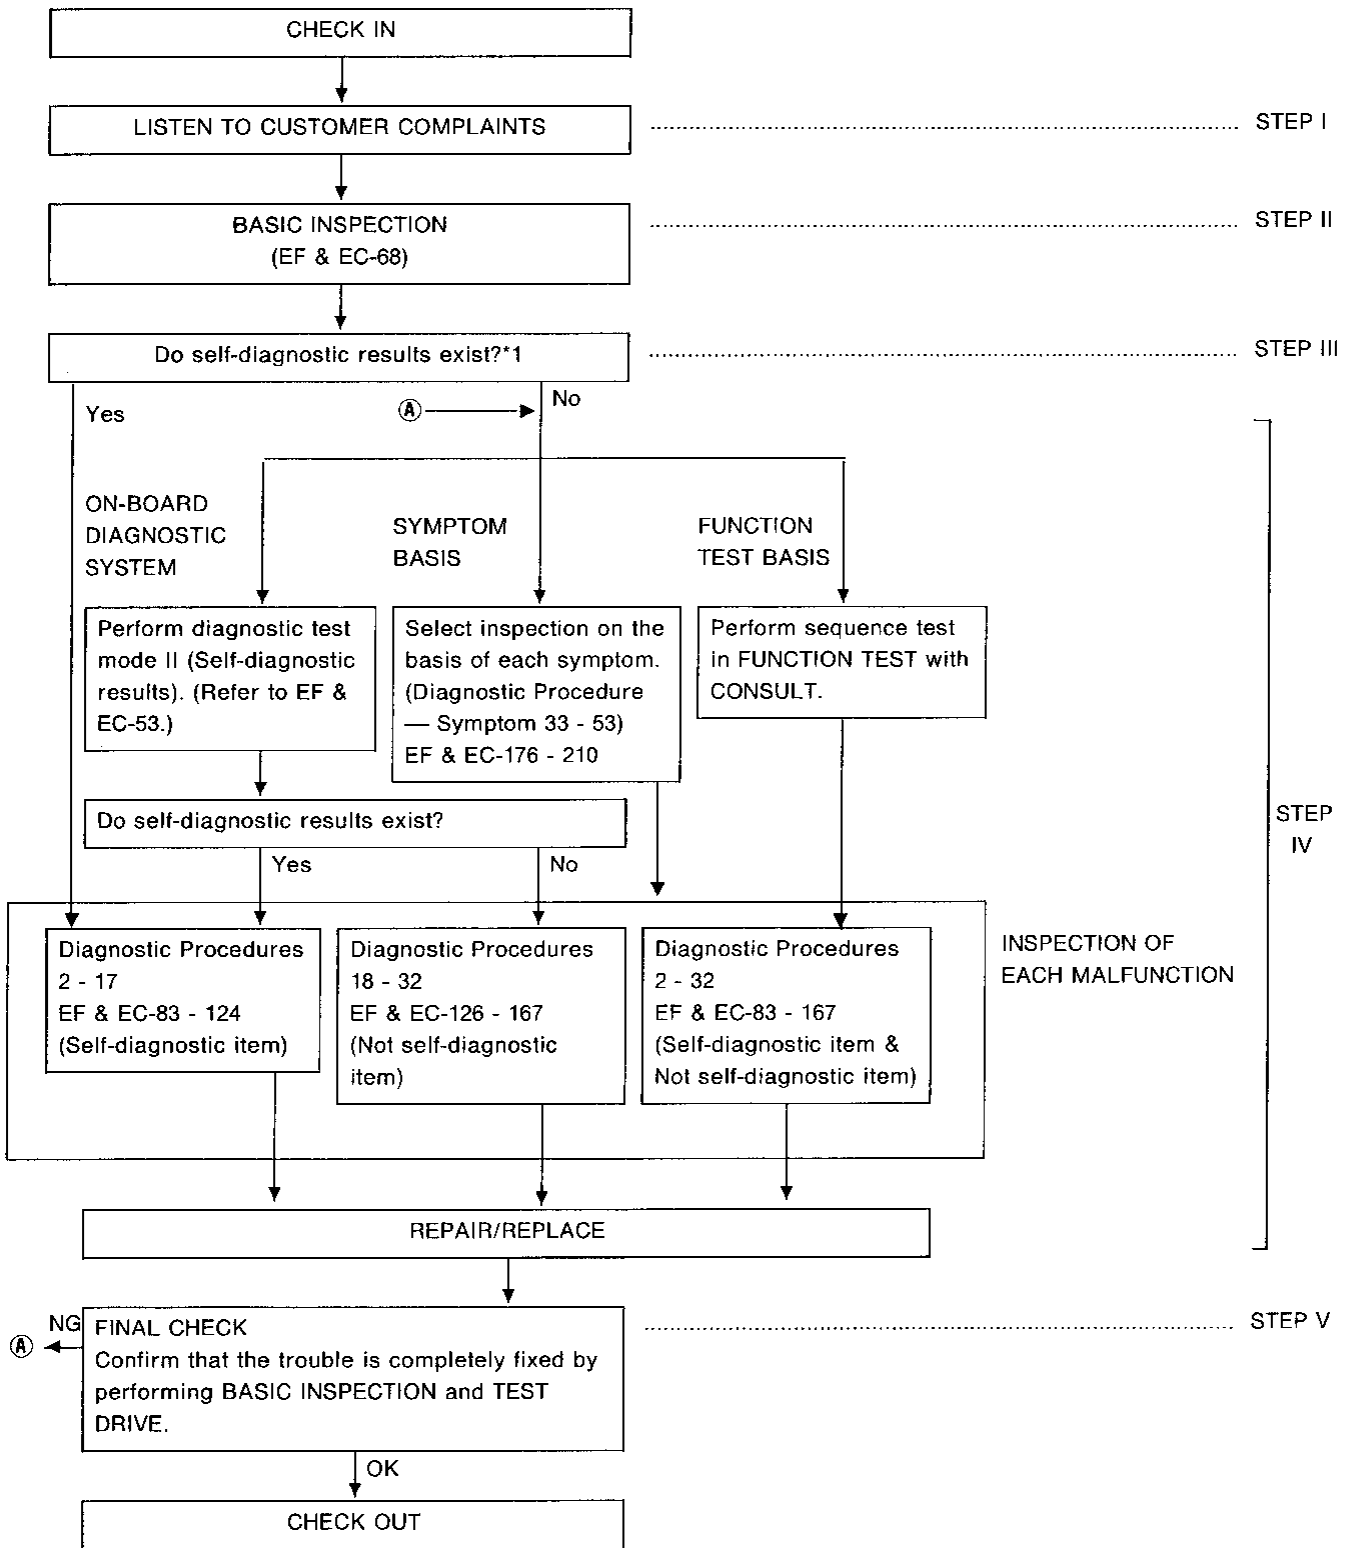 CHECK IN
LISTEN TO CUSTOMER COMPLAINTS
STEP I
BASIC INSPECTION
(EF & EC-68)
STEP II
Do self-diagnostic results exist?*1
STEP III
Yes
Ⓐ
No
ON-BOARD
DIAGNOSTIC
SYSTEM
SYMPTOM
BASIS
FUNCTION
TEST BASIS
Perform diagnostic test
mode II (Self-diagnostic
results). (Refer to EF &
EC-53.)
Select inspection on the
basis of each symptom.
(Diagnostic Procedure
— Symptom 33 - 53)
EF & EC-176 - 210
Perform sequence test
in FUNCTION TEST with
CONSULT.
Do self-diagnostic results exist?
Yes
No
STEP
IV
Diagnostic Procedures
2 - 17
EF & EC-83 - 124
(Self-diagnostic item)
Diagnostic Procedures
18 - 32
EF & EC-126 - 167
(Not self-diagnostic
item)
Diagnostic Procedures
2 - 32
EF & EC-83 - 167
(Self-diagnostic item &
Not self-diagnostic item)
INSPECTION OF
EACH MALFUNCTION
REPAIR/REPLACE
Ⓐ
NG
FINAL CHECK
Confirm that the trouble is completely fixed by
performing BASIC INSPECTION and TEST
DRIVE.
STEP V
OK
CHECK OUT